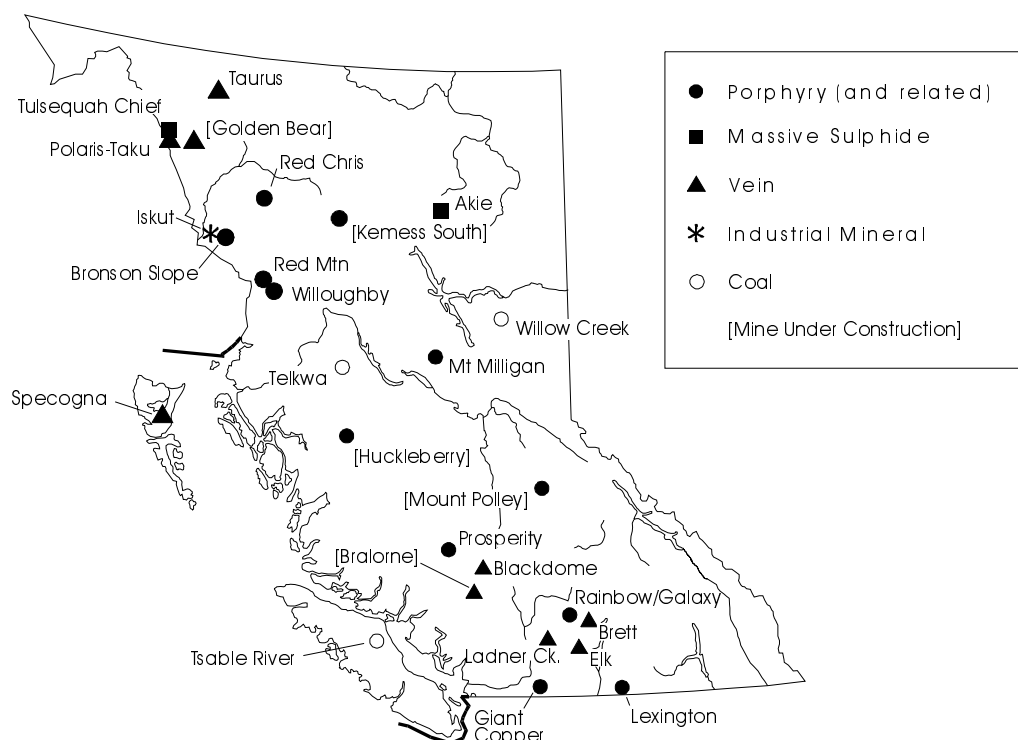 Taurus
Tulsequah Chief
[Golden Bear]
Polaris-Taku
Red Chris
Akie
Iskut
[Kemess South]
Bronson Slope
Red Mtn
Willoughby
Willow Creek
Telkwa
Mt Milligan
Specogna
[Huckleberry]
[Mount Polley]
Prosperity
[Bralorne]
Blackdome
Rainbow/Galaxy
Brett
Ladner Ck.
Elk
Tsable River
Giant
Copper
Lexington
Porphyry (and related)
Massive Sulphide
Vein
Industrial Mineral
Coal
[Mine Under Construction]